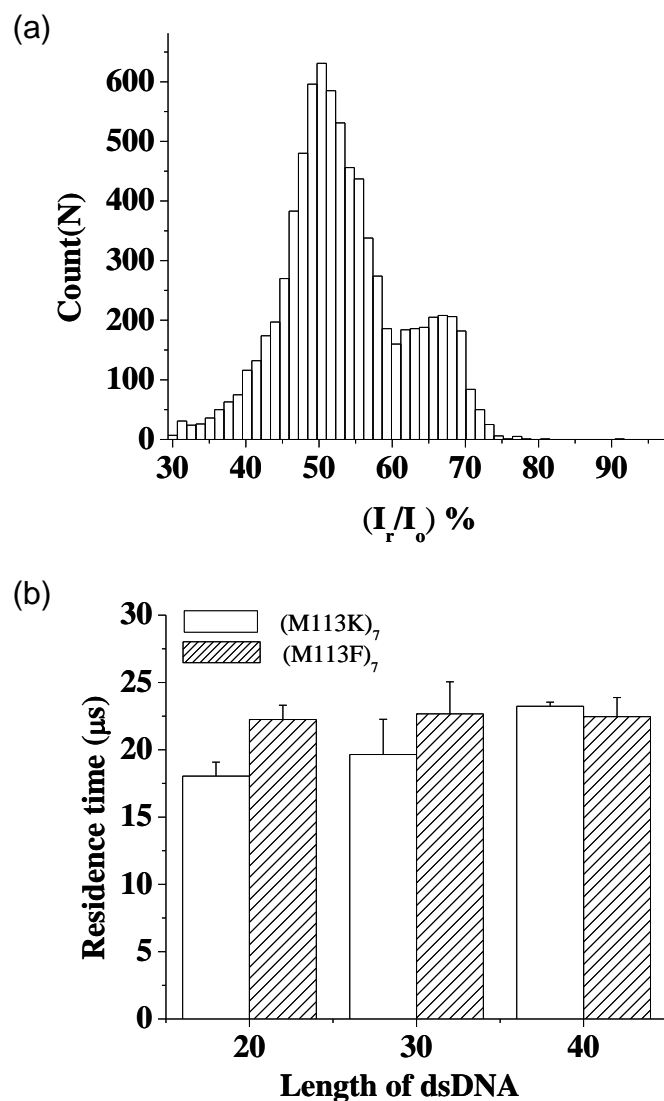 (a)
600
500
400
300
200
100
0
Count(N)
30 40 50 60 70 80 90
(Ir/Io) %
(b)
30
25
20
15
10
5
0
Residence time (μs)
(M113K)7
(M113F)7
20 30 40
Length of dsDNA